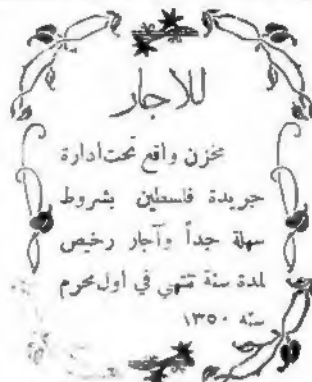 للاجار
مخزن واقع تحت ادارة
جريدة فلسطين بشروط
سهلة جداً وآجار رخيص
لمدة سنة تنتهي في اول محرم
سنه ١٣٥٠